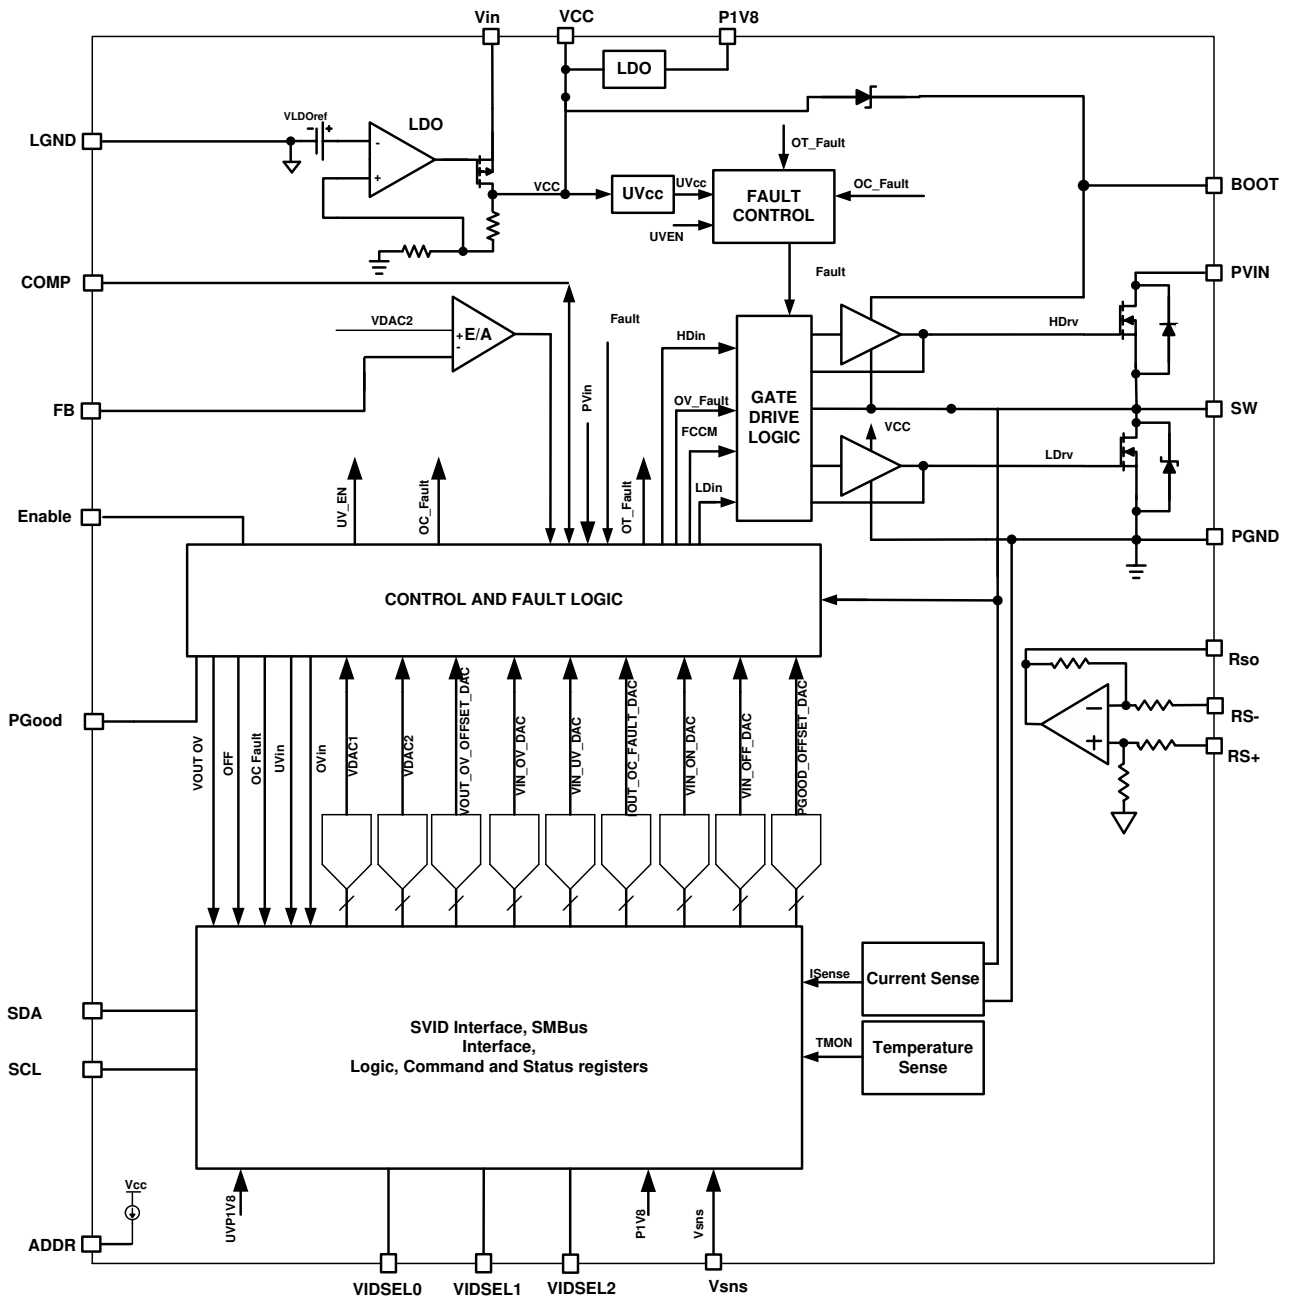 Vin
VCC
P1V8
LDO
VLDOref
- +
LDO
LGND
-
+
OT_Fault
VCC
UVcc
UVcc
FAULT
CONTROL
OC_Fault
BOOT
UVEN
COMP
Fault
PVIN
VDAC2
+E/A
-
Fault
HDin
HDrv
PVin
GATE
DRIVE
LOGIC
OV_Fault
SW
FB
FCCM
VCC
LDrv
LDin
UV_EN
OC_Fault
OT_Fault
Enable
PGND
CONTROL AND FAULT LOGIC
Rso
PGood
RS-
RS+
−
+
VOUT OV
OFF
OC Fault
UVin
OVin
VDAC1
VDAC2
VOUT_OV_OFFSET_DAC
VIN_OV_DAC
VIN_UV_DAC
IOUT_OC_FAULT_DAC
VIN_ON_DAC
VIN_OFF_DAC
PGOOD_OFFSET_DAC
ISense
Current Sense
SDA
SVID Interface, SMBus
Interface,
Logic, Command and Status registers
TMON
Temperature
Sense
SCL
Vcc
UVP1V8
P1V8
Vsns
ADDR
VIDSEL0
VIDSEL1
VIDSEL2
Vsns